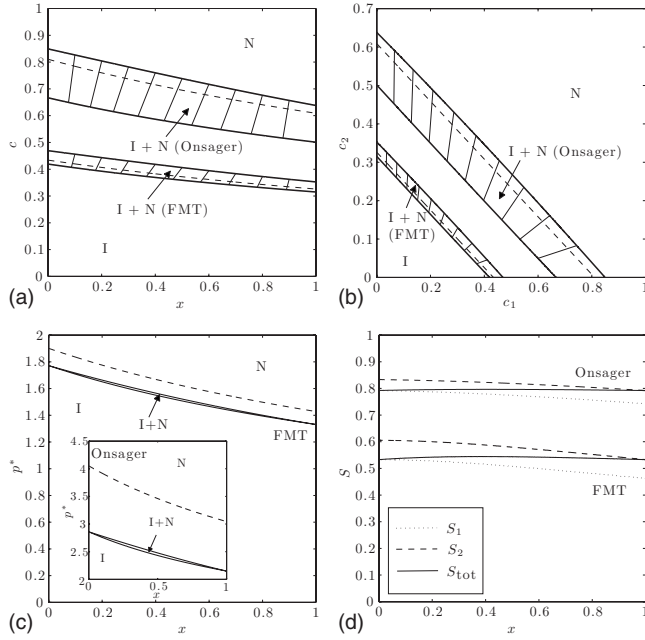 1
0.9
0.8
0.7
0.6
0.5
0.4
0.3
0.2
0.1
0
c
N
I + N (Onsager)
I + N (FMT)
I
0 0.2 0.4 0.6 0.8 1
x
(a)
0.7
0.6
0.5
0.4
0.3
0.2
0.1
0
c2
N
I + N (Onsager)
I + N
(FMT)
I
0 0.2 0.4 0.6 0.8 1
c1
(b)
2
1.8
1.6
1.4
1.2
1
0.8
0.6
0.4
0.2
0
p*
N
I
I+N
FMT
4.5
4
3.5
3
2.5
2
p*
Onsager
N
I+N
I
0 0.5 1
x
0 0.2 0.4 0.6 0.8 1
x
(c)
1
0.9
0.8
0.7
0.6
0.5
0.4
0.3
0.2
0.1
0
S
Onsager
FMT
S1
S2
Stot
0 0.2 0.4 0.6 0.8 1
x
(d)